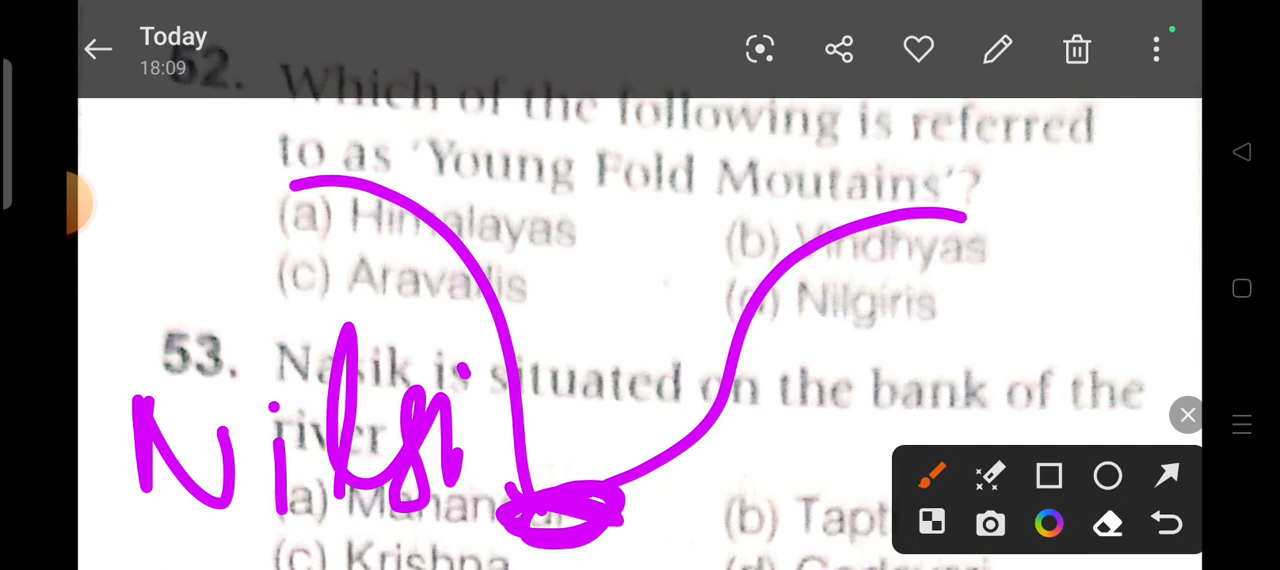 Today
18:09
52. Which of the following is referred
to as 'Young Fold Moutains'?
(a) Himalayas (b) Vindhyas
(c) Aravallis (d) Nilgiris
53. Nasik is situated on the bank of the
river
(a) Mahanadi (b) Tapti
(c) Krishna (d) Godavari